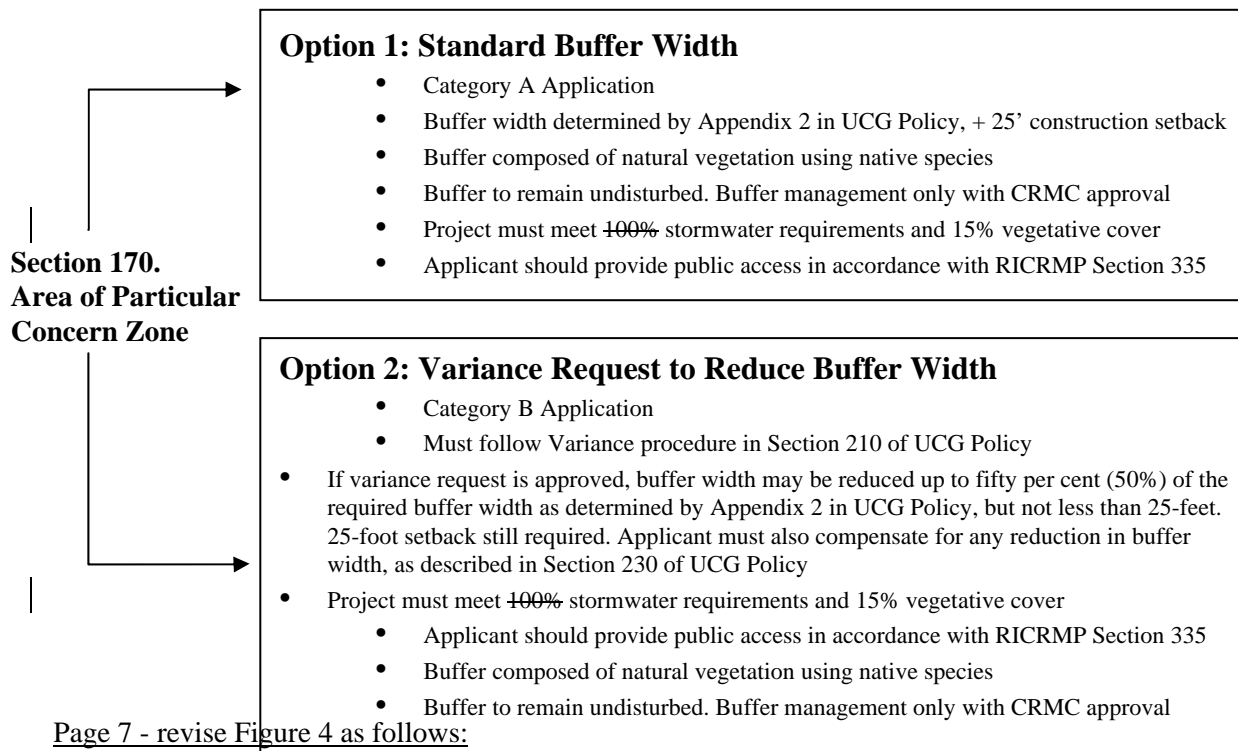 Option 1: Standard Buffer Width
• Category A Application
• Buffer width determined by Appendix 2 in UCG Policy, + 25’ construction setback
• Buffer composed of natural vegetation using native species
• Buffer to remain undisturbed. Buffer management only with CRMC approval
• Project must meet 100% stormwater requirements and 15% vegetative cover
• Applicant should provide public access in accordance with RICRMP Section 335
Section 170.
Area of Particular
Concern Zone
Option 2: Variance Request to Reduce Buffer Width
• Category B Application
• Must follow Variance procedure in Section 210 of UCG Policy
• If variance request is approved, buffer width may be reduced up to fifty per cent (50%) of the
required buffer width as determined by Appendix 2 in UCG Policy, but not less than 25-feet.
25-foot setback still required. Applicant must also compensate for any reduction in buffer
width, as described in Section 230 of UCG Policy
• Project must meet 100% stormwater requirements and 15% vegetative cover
• Applicant should provide public access in accordance with RICRMP Section 335
• Buffer composed of natural vegetation using native species
• Buffer to remain undisturbed. Buffer management only with CRMC approval
Page 7 - revise Figure 4 as follows: